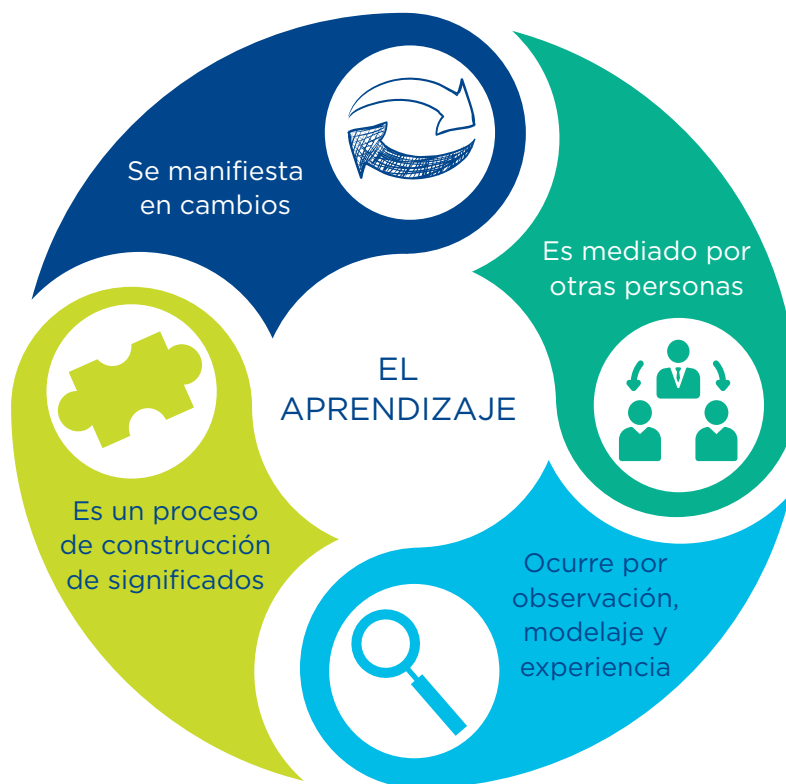 Se manifiesta
en cambios
Es mediado por
otras personas
EL
APRENDIZAJE
Es un proceso
de construcción
de significados
Ocurre por
observación,
modelaje y
experiencia